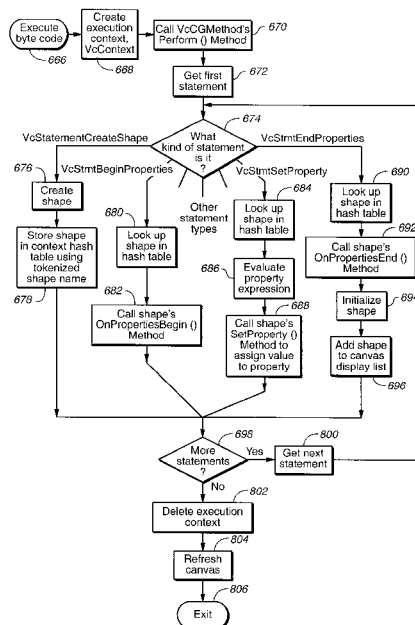 Execute
byte code
666
Create
execution
context,
VcContext
668
Call VcCGMethod's
Perform () Method
670
Get first
statement
672
What
kind of statement
is it
?
674
VcStatementCreateShape
VcStmtBeginProperties
VcStmtSetProperty
VcStmtEndProperties
Other
statement
types
676
Create
shape
Store shape
in context hash
table using
tokenized
shape name
678
680
Look up
shape in
hash table
682
Call shape's
OnPropertiesBegin ()
Method
684
Look up
shape in
hash table
686
Evaluate
property
expression
688
Call shape's
SetProperty ()
Method to
assign value to
property
690
Look up
shape in
hash table
692
Call shape's
OnPropertiesEnd ()
Method
Initialize
shape
694
Add shape
to canvas
display list
696
More
statements
?
698
Yes
No
Get next
statement
800
Delete execution
context
802
Refresh
canvas
804
Exit
806